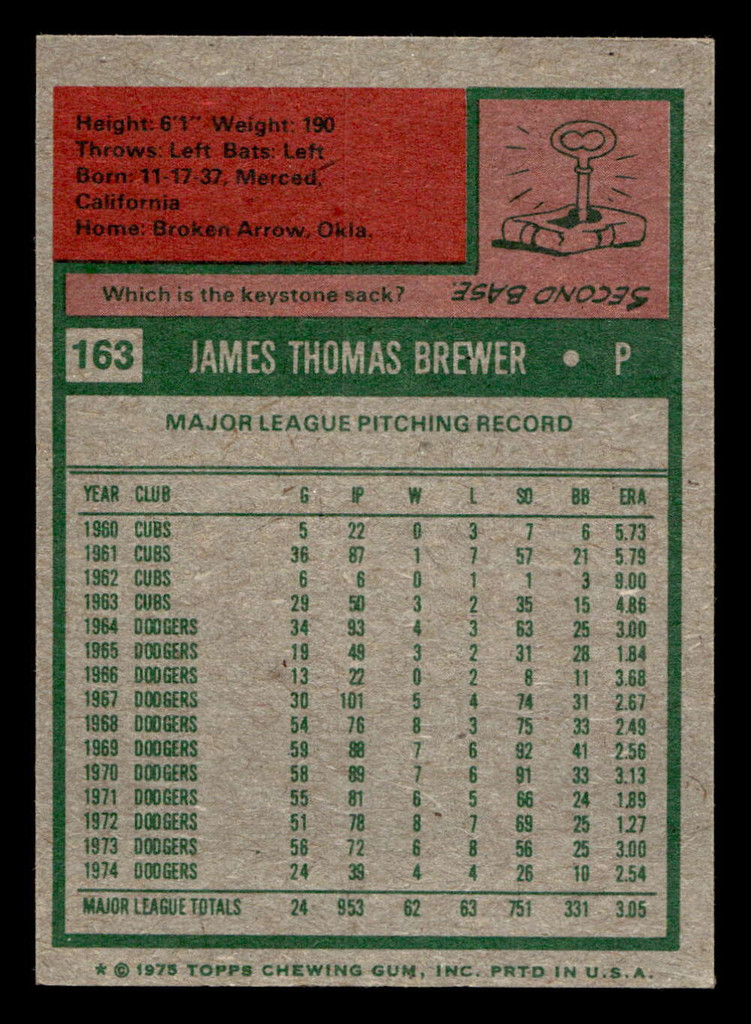 Height: 6'1" Weight: 190
Throws: Left Bats: Left
Born: 11-17-37, Merced,
California
Home: Broken Arrow, Okla.
Which is the keystone sack?
SECOND BASE.
163 JAMES THOMAS BREWER • P
MAJOR LEAGUE PITCHING RECORD
YEAR CLUB G IP W L SO BB ERA
1960 CUBS 5 22 0 3 7 6 5.73
1961 CUBS 36 87 1 7 57 21 5.79
1962 CUBS 6 6 0 1 1 3 9.00
1963 CUBS 29 50 3 2 35 15 4.86
1964 DODGERS 34 93 4 3 63 25 3.00
1965 DODGERS 19 49 3 2 31 28 1.84
1966 DODGERS 13 22 0 2 8 11 3.68
1967 DODGERS 30 101 5 4 74 31 2.67
1968 DODGERS 54 76 8 3 75 33 2.49
1969 DODGERS 59 88 7 6 92 41 2.56
1970 DODGERS 58 89 7 6 91 33 3.13
1971 DODGERS 55 81 6 5 66 24 1.89
1972 DODGERS 51 78 8 7 69 25 1.27
1973 DODGERS 56 72 6 8 56 25 3.00
1974 DODGERS 24 39 4 4 26 10 2.54
MAJOR LEAGUE TOTALS 24 953 62 63 751 331 3.05
* © 1975 TOPPS CHEWING GUM, INC. PRTD IN U.S.A.